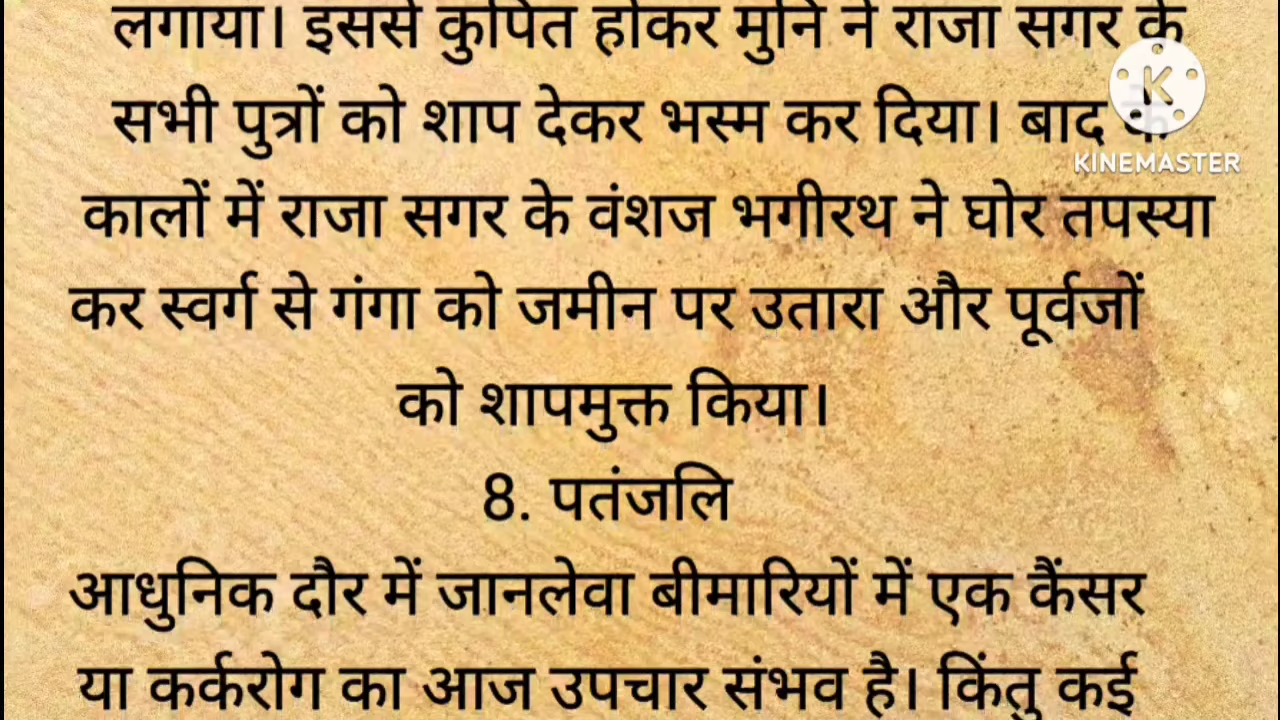 लगाया। इससे कुपित होकर मुनि ने राजा सगर के
सभी पुत्रों को शाप देकर भस्म कर दिया। बाद के
KINEMASTER
कालों में राजा सगर के वंशज भगीरथ ने घोर तपस्या
कर स्वर्ग से गंगा को जमीन पर उतारा और पूर्वजों
को शापमुक्त किया।
8. पतंजलि
आधुनिक दौर में जानलेवा बीमारियों में एक कैंसर
या कर्करोग का आज उपचार संभव है। किंतु कई